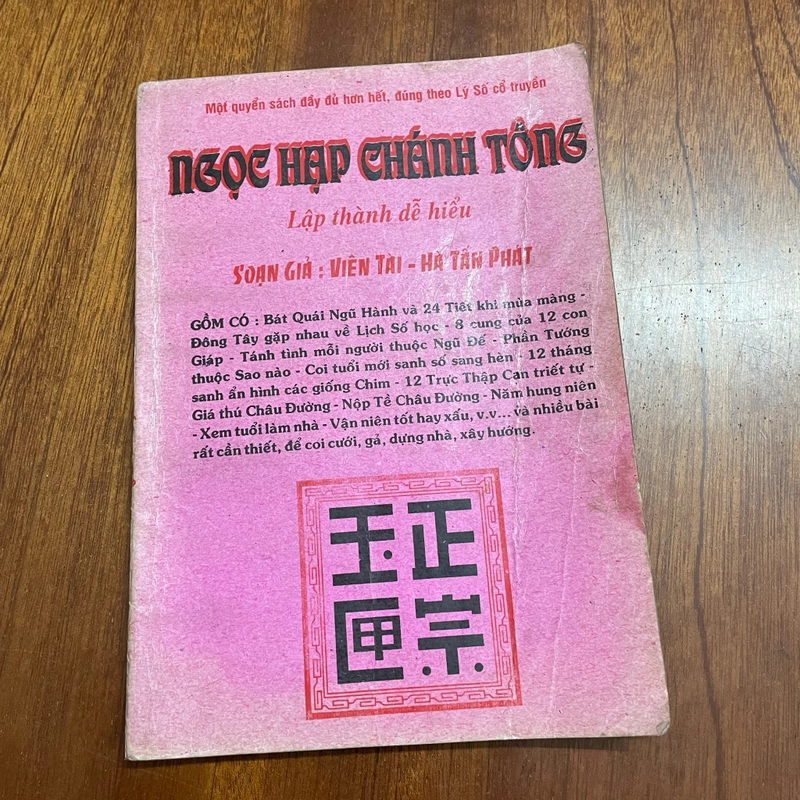 Một quyển sách đầy đủ hơn hết, đúng theo Lý Số cổ truyền
NGỌC HẠP CHÁNH TÔNG
Lập thành dễ hiểu
SOẠN GIẢ : VIÊN TÀI - HÀ TẤN PHÁT
GỒM CÓ : Bát Quái Ngũ Hành và 24 Tiết khí mùa màng -
Đông Tây gặp nhau về Lịch Số học - 8 cung của 12 con
Giáp - Tánh tình mỗi người thuộc Ngũ Đế - Phần Tướng
thuộc Sao nào - Coi tuổi mới sanh số sang hèn - 12 tháng
sanh ẩn hình các giống Chim - 12 Trực Thập Can triết tự -
Giá thú Châu Đường - Nộp Tề Châu Đường - Năm hung niên
- Xem tuổi làm nhà - Vận niên tốt hay xấu, v.v... và nhiều bài
rất cần thiết, để coi cưới, gả, dựng nhà, xây hướng.
玉正
匣宗